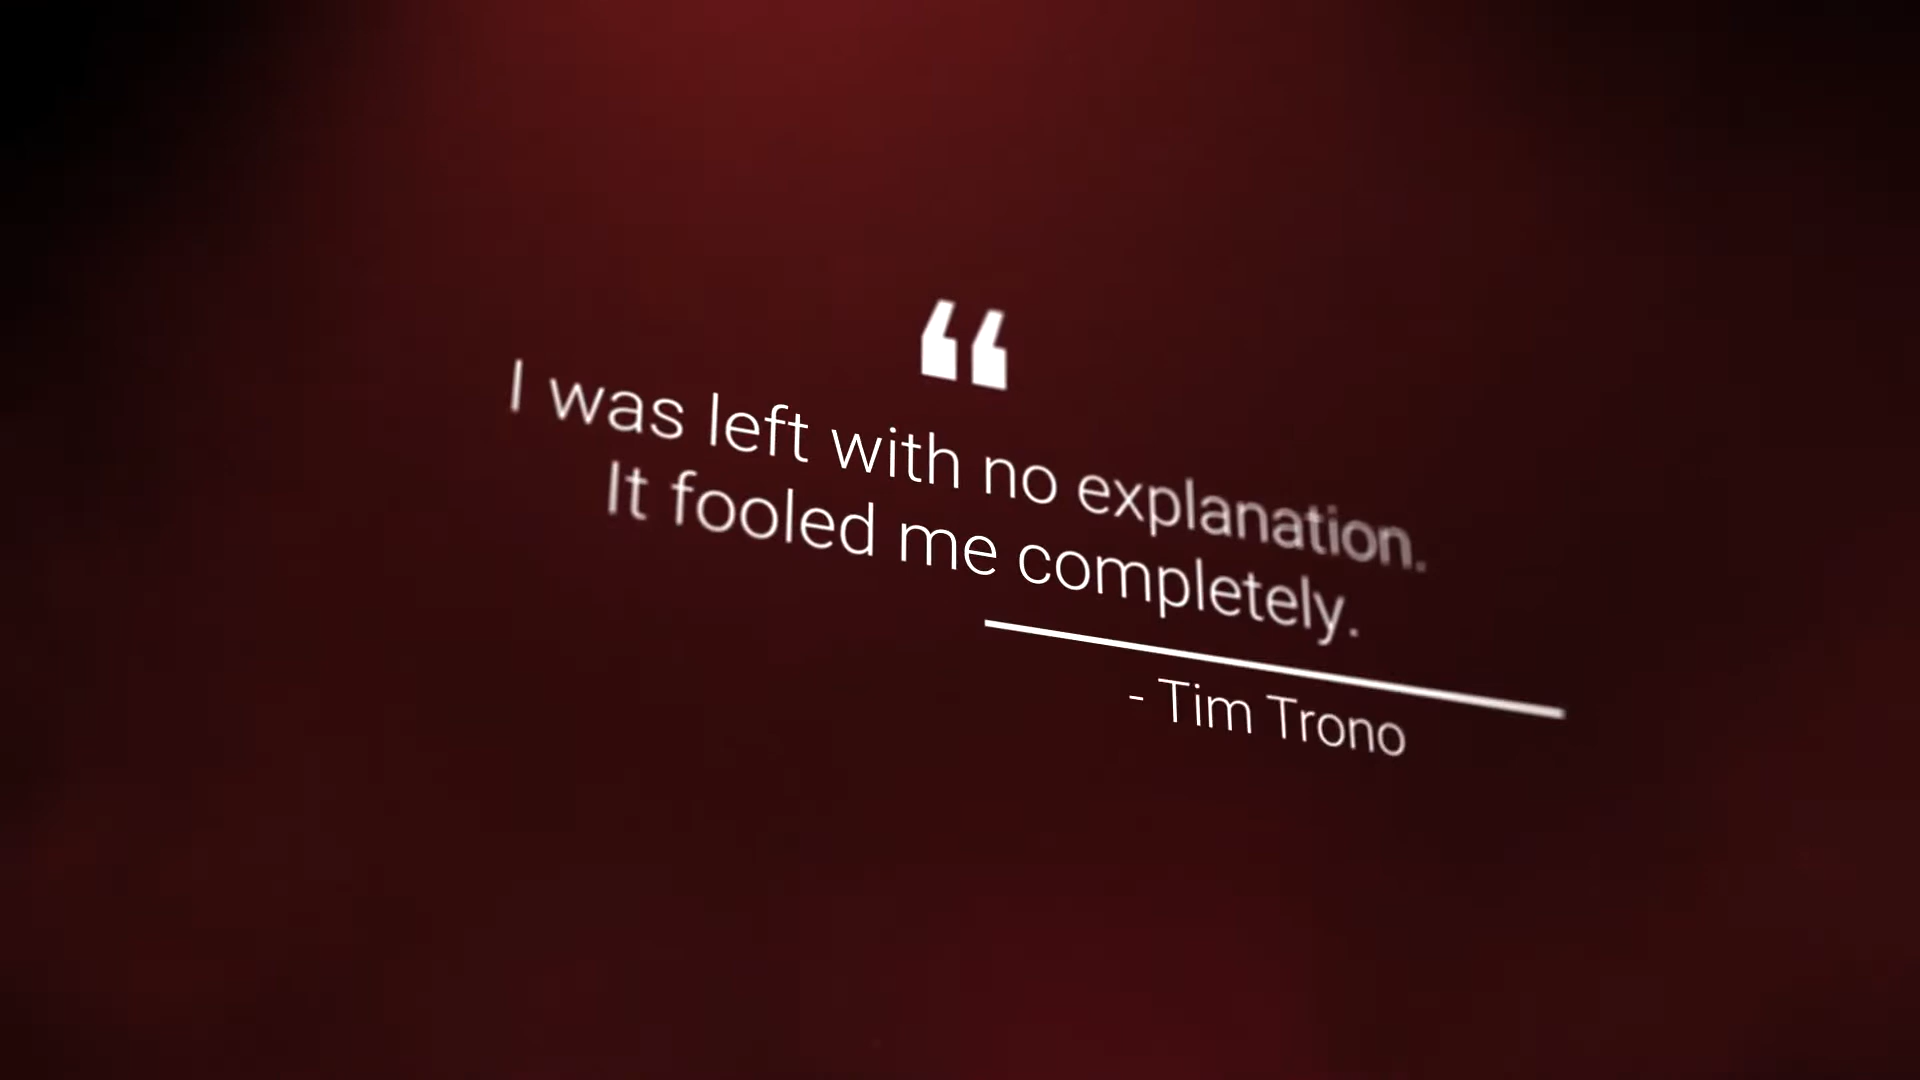 “
I was left with no explanation.
It fooled me completely.
- Tim Trono